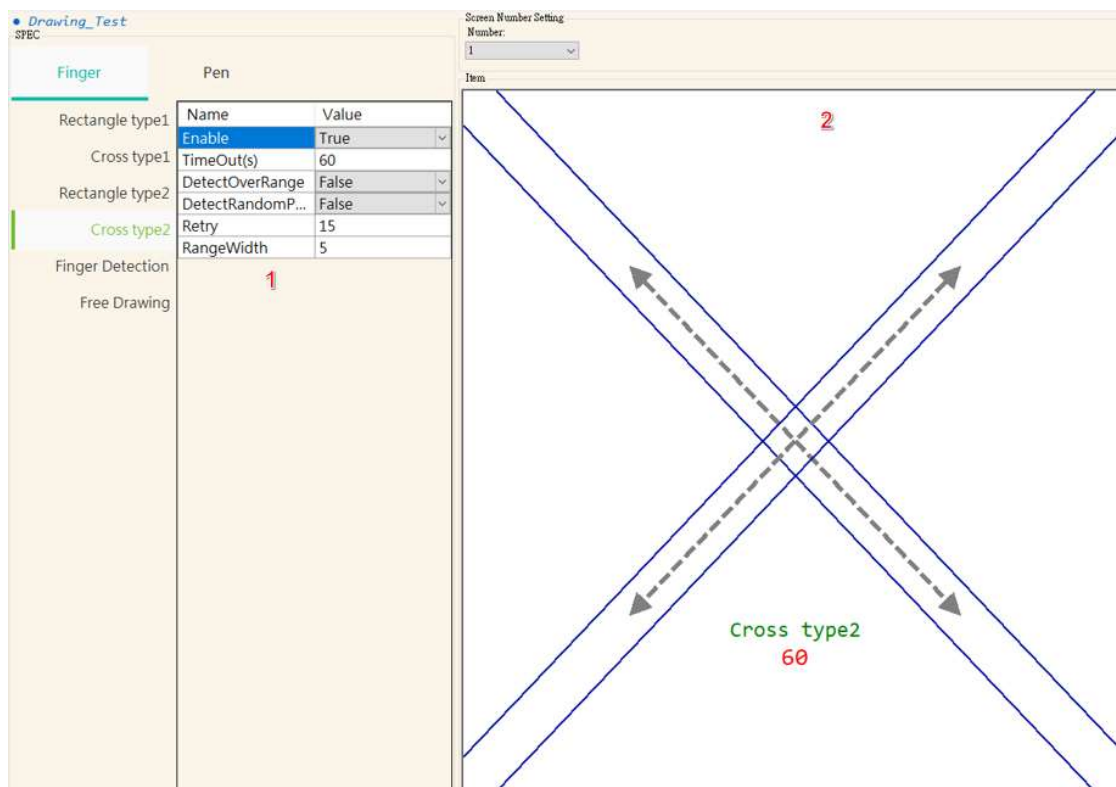 • Drawing_Test
SPEC
Finger
Pen
Rectangle type1
Cross type1
Rectangle type2
Cross type2
Finger Detection
Free Drawing
Name Value
Enable True
TimeOut(s) 60
DetectOverRange False
DetectRandomP... False
Retry 15
RangeWidth 5
1
Screen Number Setting
Number:
1
Item
2
Cross type2
60